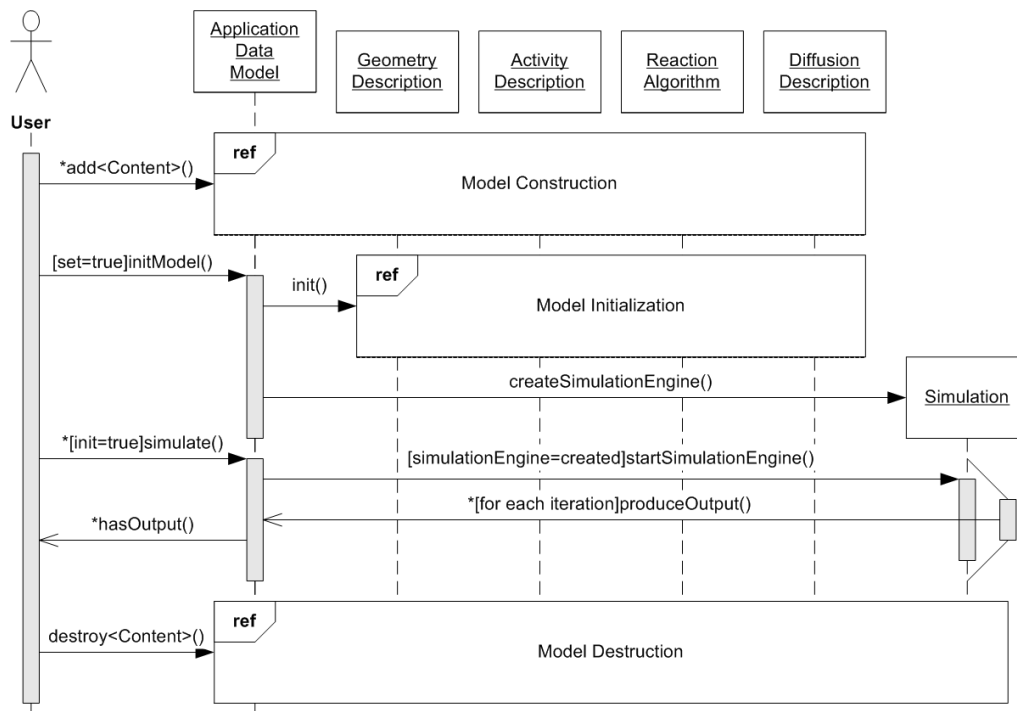 Application
Data
Model
Geometry
Description
Activity
Description
Reaction
Algorithm
Diffusion
Description
User
ref
*add<Content>()
Model Construction
[set=true]initModel()
ref
init()
Model Initialization
createSimulationEngine()
Simulation
*[init=true]simulate()
[simulationEngine=created]startSimulationEngine()
*[for each iteration]produceOutput()
*hasOutput()
ref
destroy<Content>()
Model Destruction